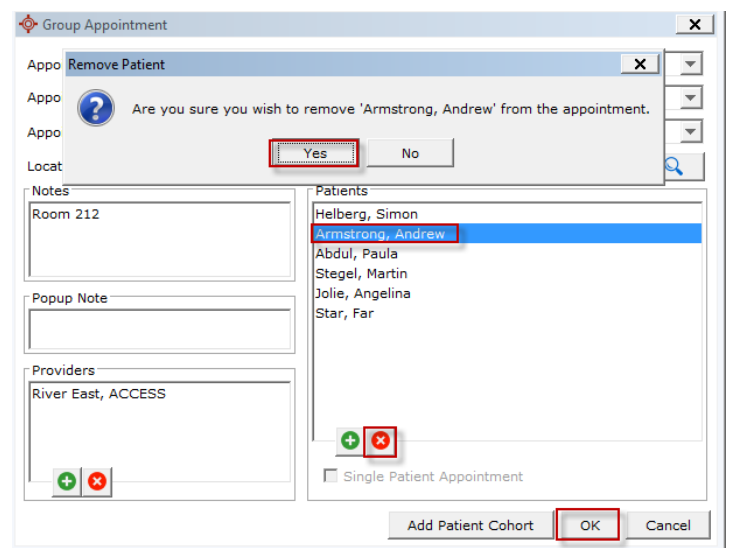 Group Appointment
Appo
Remove Patient
Appo
Are you sure you wish to remove 'Armstrong, Andrew' from the appointment.
Appo
Yes
No
Locat
Notes
Room 212
Popup Note
Providers
River East, ACCESS
Patients
Helberg, Simon
Armstrong, Andrew
Abdul, Paula
Stegel, Martin
Jolie, Angelina
Star, Far
Single Patient Appointment
Add Patient Cohort
OK
Cancel